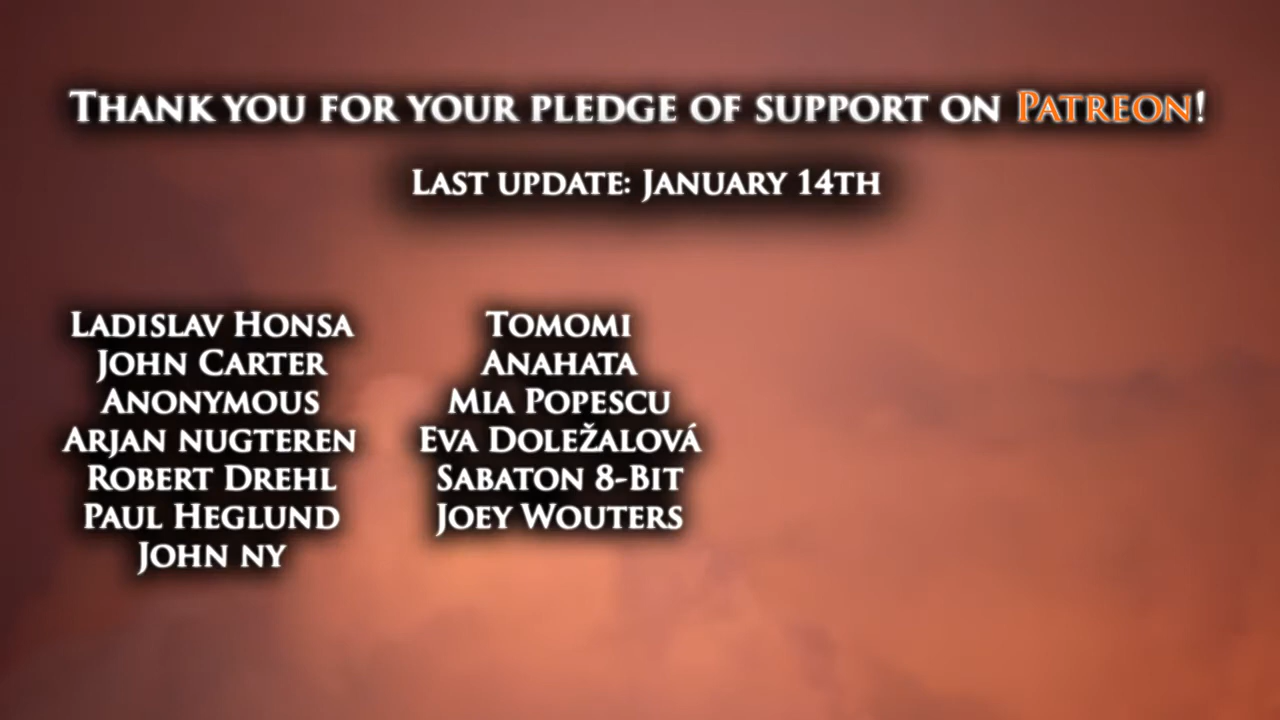 Thank you for your pledge of support on Patreon!
Last update: January 14th
Ladislav Honsa
John Carter
Anonymous
Arjan nugteren
Robert Drehl
Paul Heglund
John ny
Tomomi
Anahata
Mia Popescu
Eva Doležalová
Sabaton 8-Bit
Joey Wouters